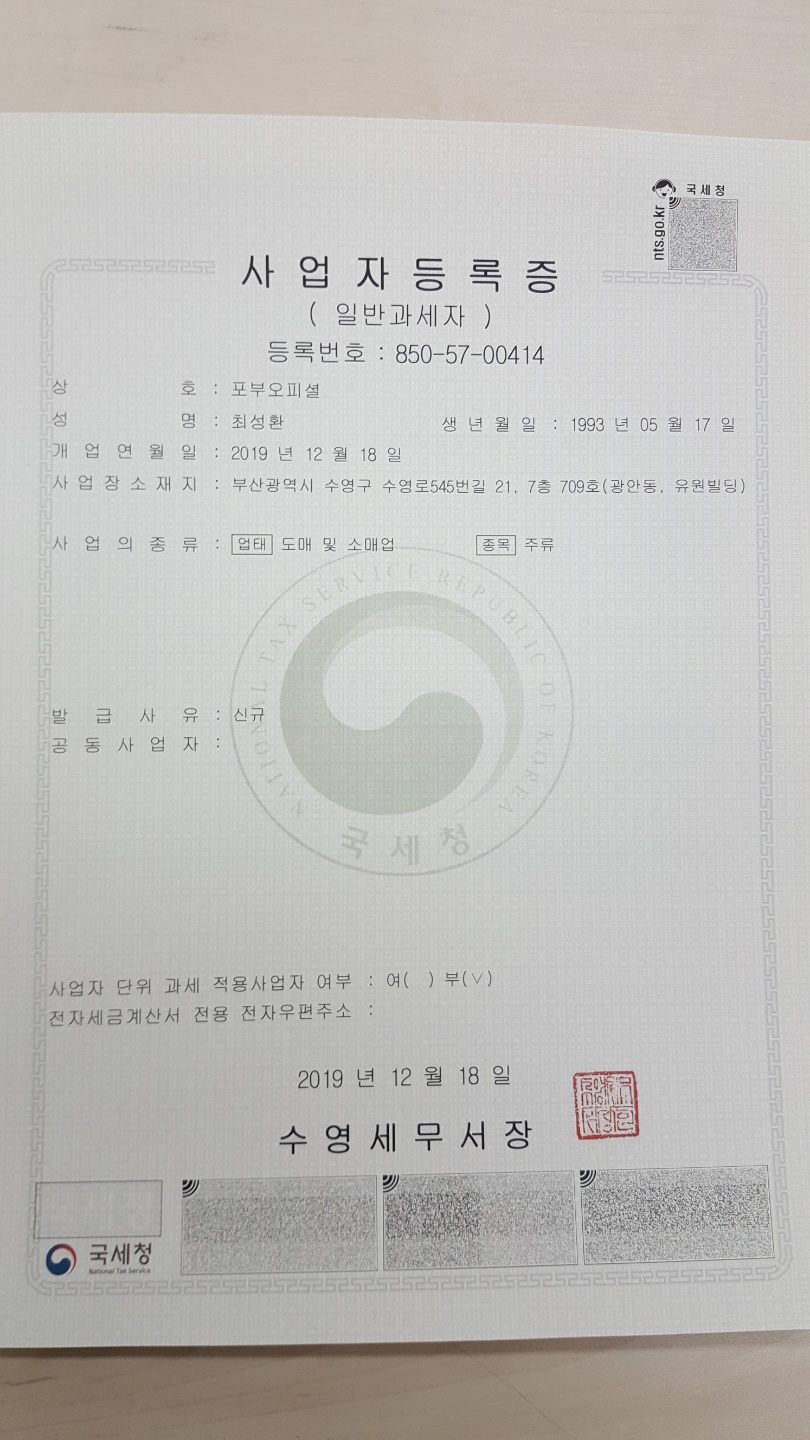 국세청
nts.go.kr
사업자등록증
( 일반과세자 )
등록번호 : 850-57-00414
상 호 : 포부오피셜
성 명 : 최성환 생 년 월 일 : 1993 년 05 월 17 일
개 업 연 월 일 : 2019 년 12 월 18 일
사 업 장 소 재 지 : 부산광역시 수영구 수영로545번길 21, 7층 709호(광안동, 유원빌딩)
사 업 의 종 류 : 업태 도매 및 소매업 종목 주류
NATIONAL TAX SERVICE REPUBLIC OF KOREA
발 급 사 유 : 신규
공 동 사 업 자 :
국세청
사업자 단위 과세 적용사업자 여부 : 여( ) 부(∨)
전자세금계산서 전용 전자우편주소 :
2019 년 12 월 18 일
수영세무서장
국세청
National Tax Service